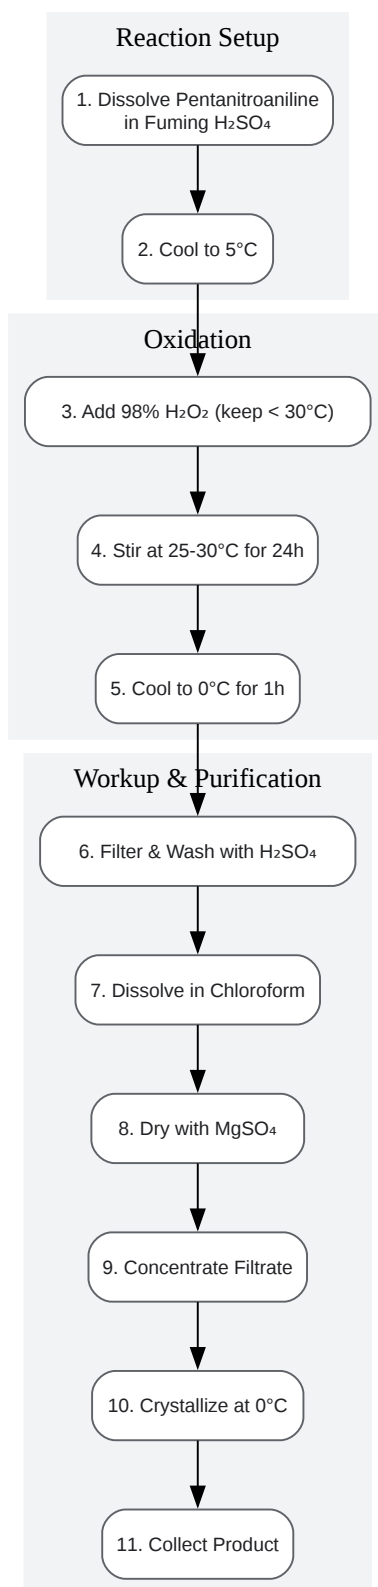 Reaction Setup
1. Dissolve Pentanitroaniline
in Fuming H₂SO₄
2. Cool to 5°C
Oxidation
3. Add 98% H₂O₂ (keep < 30°C)
4. Stir at 25-30°C for 24h
5. Cool to 0°C for 1h
Workup & Purification
6. Filter & Wash with H₂SO₄
7. Dissolve in Chloroform
8. Dry with MgSO₄
9. Concentrate Filtrate
10. Crystallize at 0°C
11. Collect Product